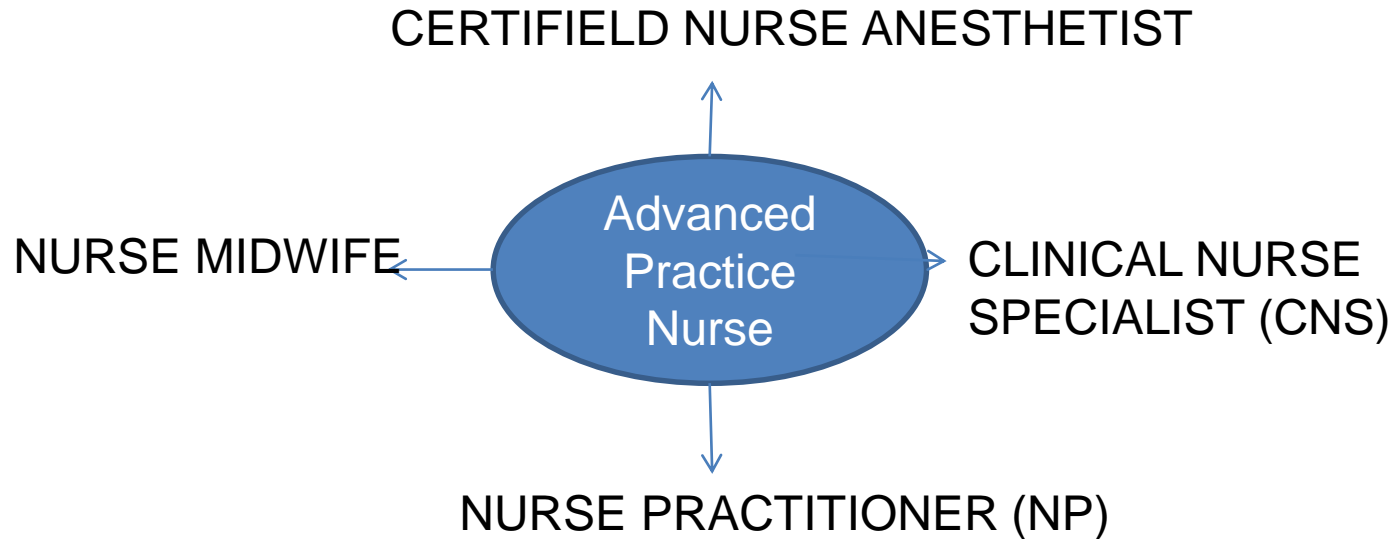 CERTIFIELD NURSE ANESTHETIST
Advanced
Practice
Nurse
NURSE MIDWIFE
CLINICAL NURSE
SPECIALIST (CNS)
NURSE PRACTITIONER (NP)